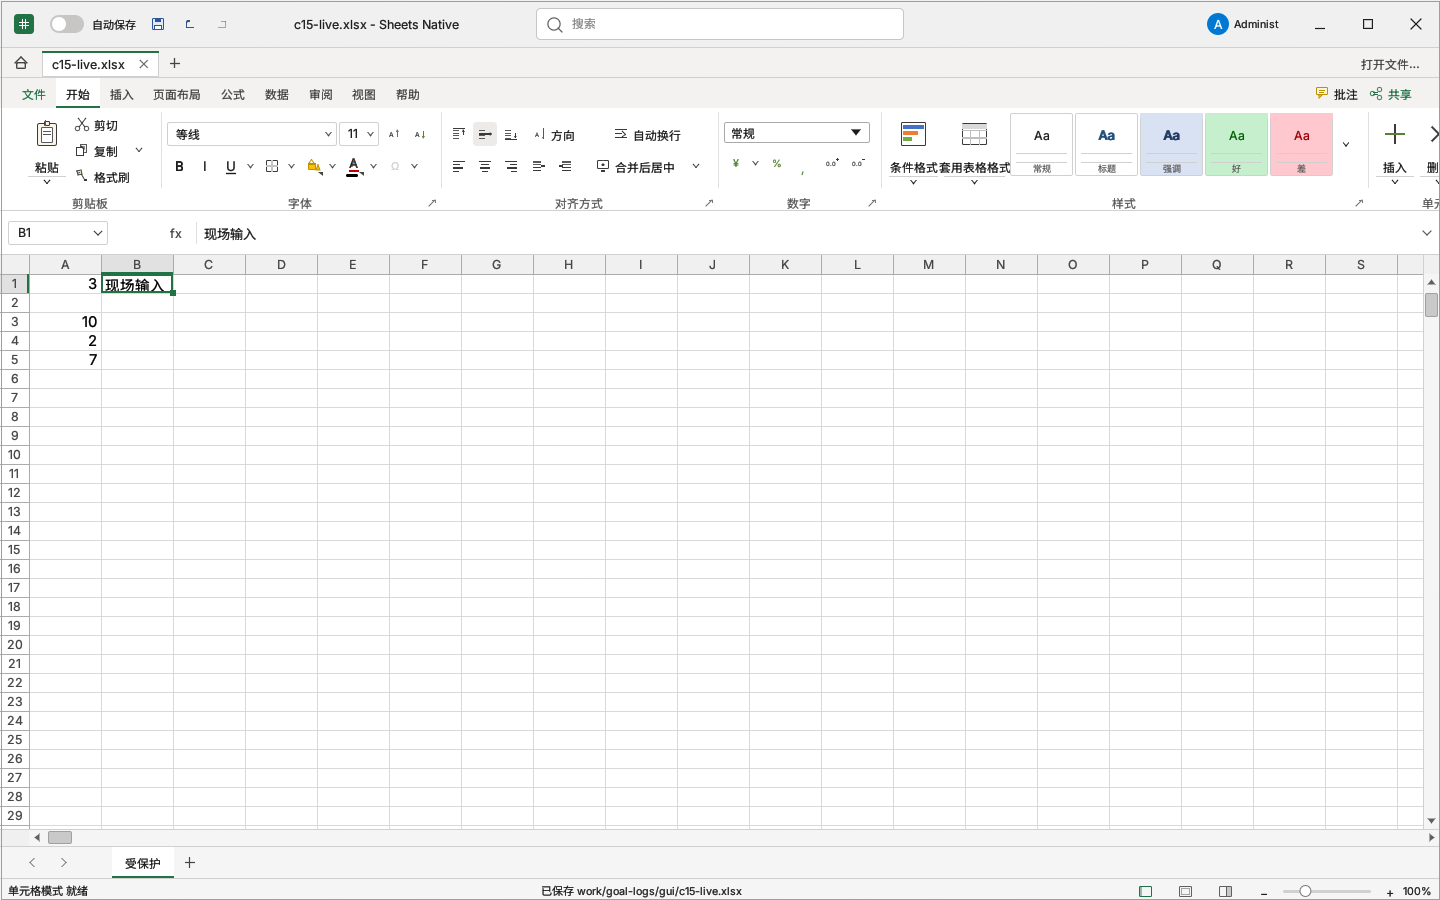 自动保存
c15-live.xlsx - Sheets Native
搜索
A
Administ
c15-live.xlsx
打开文件...
文件
开始
插入
页面布局
公式
数据
审阅
视图
帮助
批注
共享
粘贴
剪切
复制
格式刷
剪贴板
等线
11
B
I
U
字体
方向
自动换行
合并后居中
对齐方式
常规
¥
%
数字
条件格式
套用表格格式
Aa
常规
Aa
标题
Aa
强调
Aa
好
Aa
差
样式
插入
B1
fx
现场输入
A B C D E F G H I J K L M N O P Q R S
1 3 现场输入
2
3 10
4 2
5 7
6
7
8
9
10
11
12
13
14
15
16
17
18
19
20
21
22
23
24
25
26
27
28
29
受保护
单元格模式 就绪
已保存 work/goal-logs/gui/c15-live.xlsx
100%